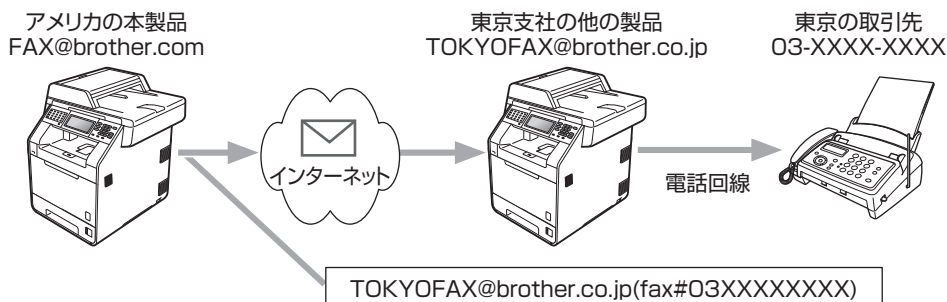 アメリカの本製品
FAX@brother.com
東京支社の他の製品
TOKYOFAX@brother.co.jp
東京の取引先
03-XXXX-XXXX
インターネット
電話回線
TOKYOFAX@brother.co.jp(fax#03XXXXXXXX)